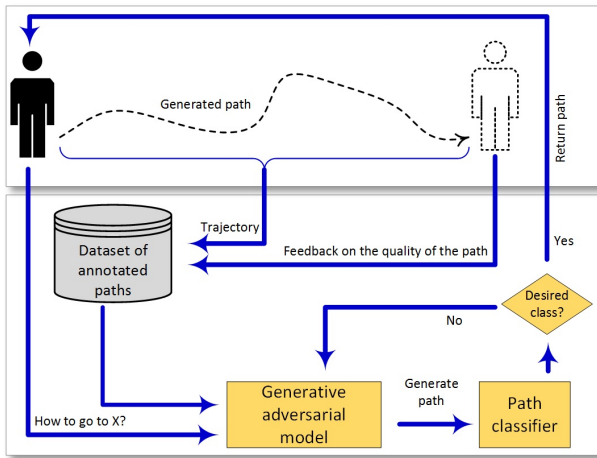 Generated path
Return path
Trajectory
Feedback on the quality of the path
Yes
Dataset of
annotated
paths
Desired
class?
No
Generative
adversarial
model
Generate
path
Path
classifier
How to go to X?